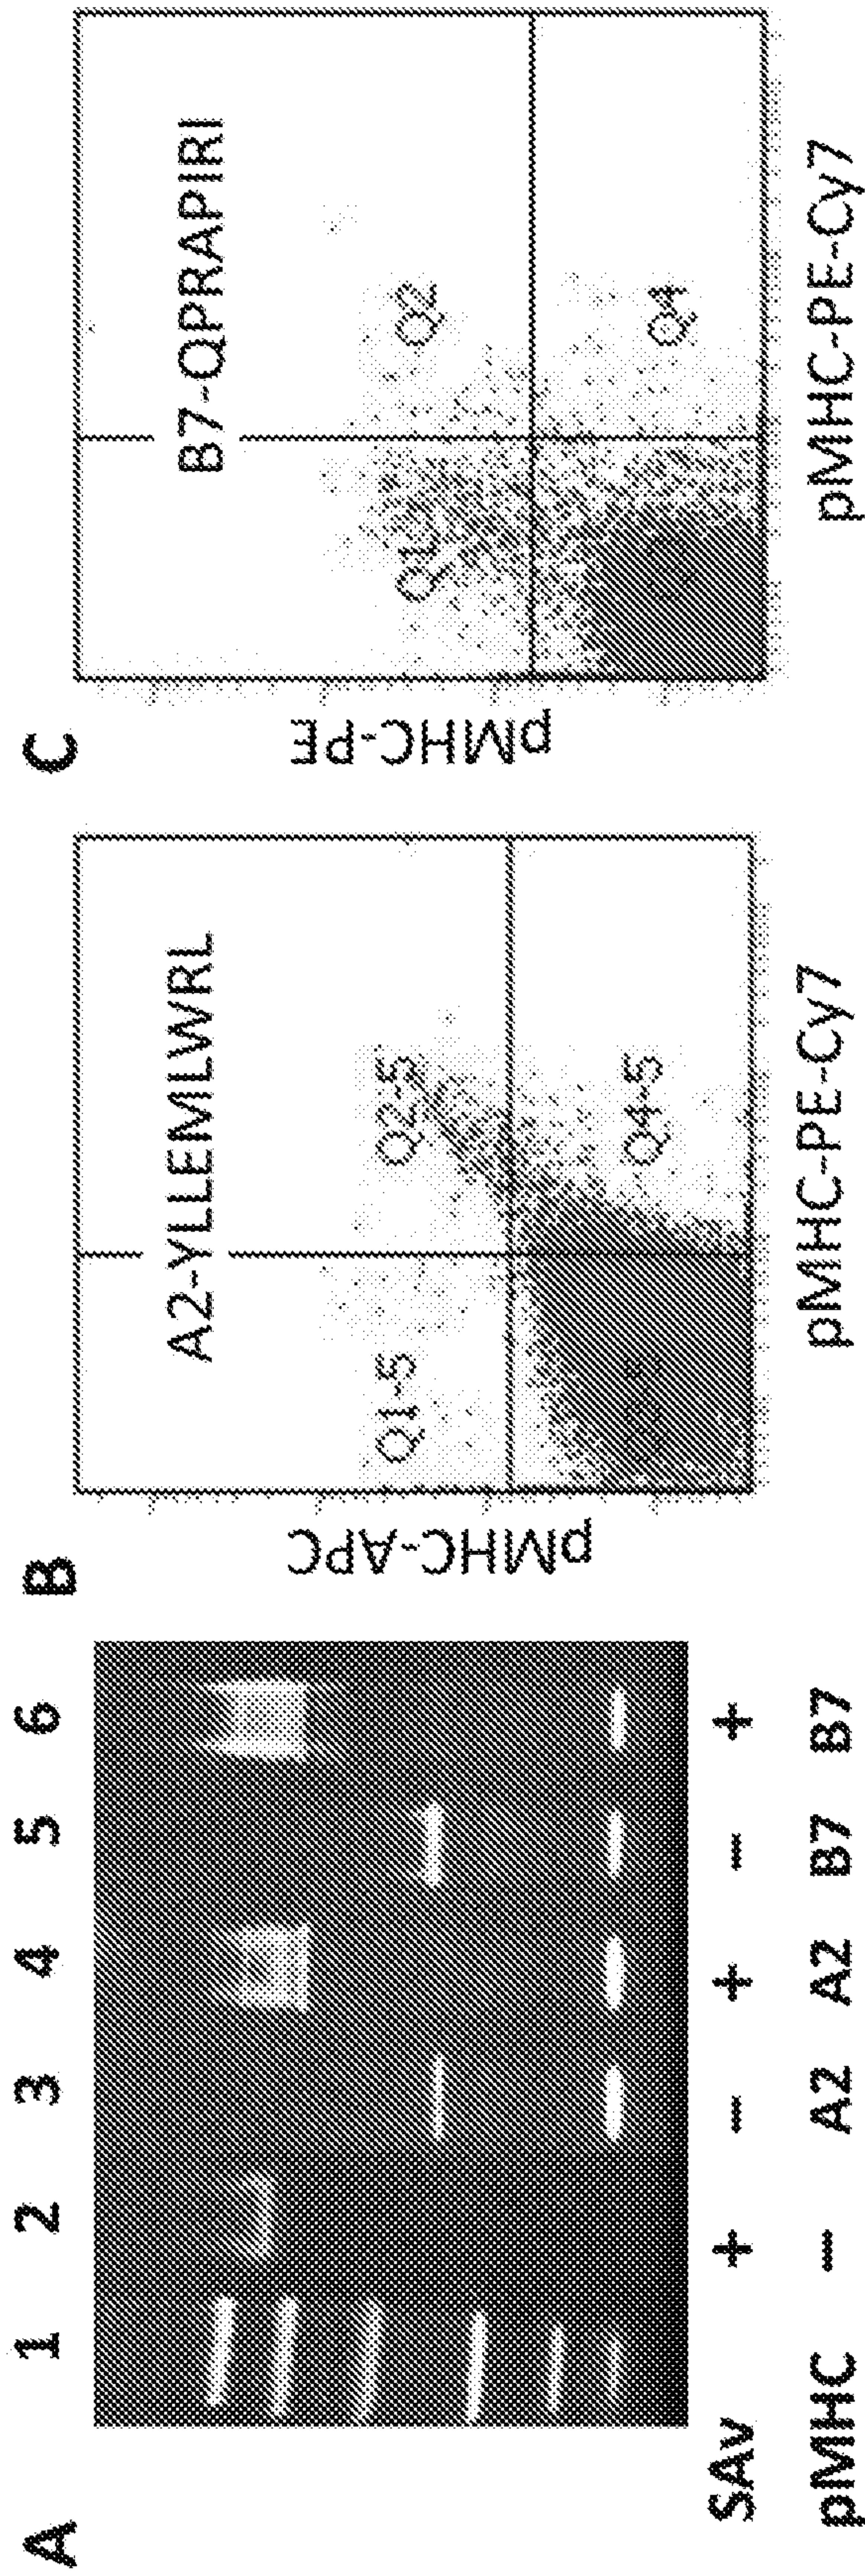 A
1 2 3 4 5 6
SAv + − + − +
pMHC − A2 A2 B7 B7
B
A2-YLLEMLWRL
Q1-5
Q2-5
Q4-5
pMHC-APC
pMHC-PE-Cy7
C
B7-QPRAPIRI
Q1
Q2
Q4
pMHC-PE
pMHC-PE-Cy7